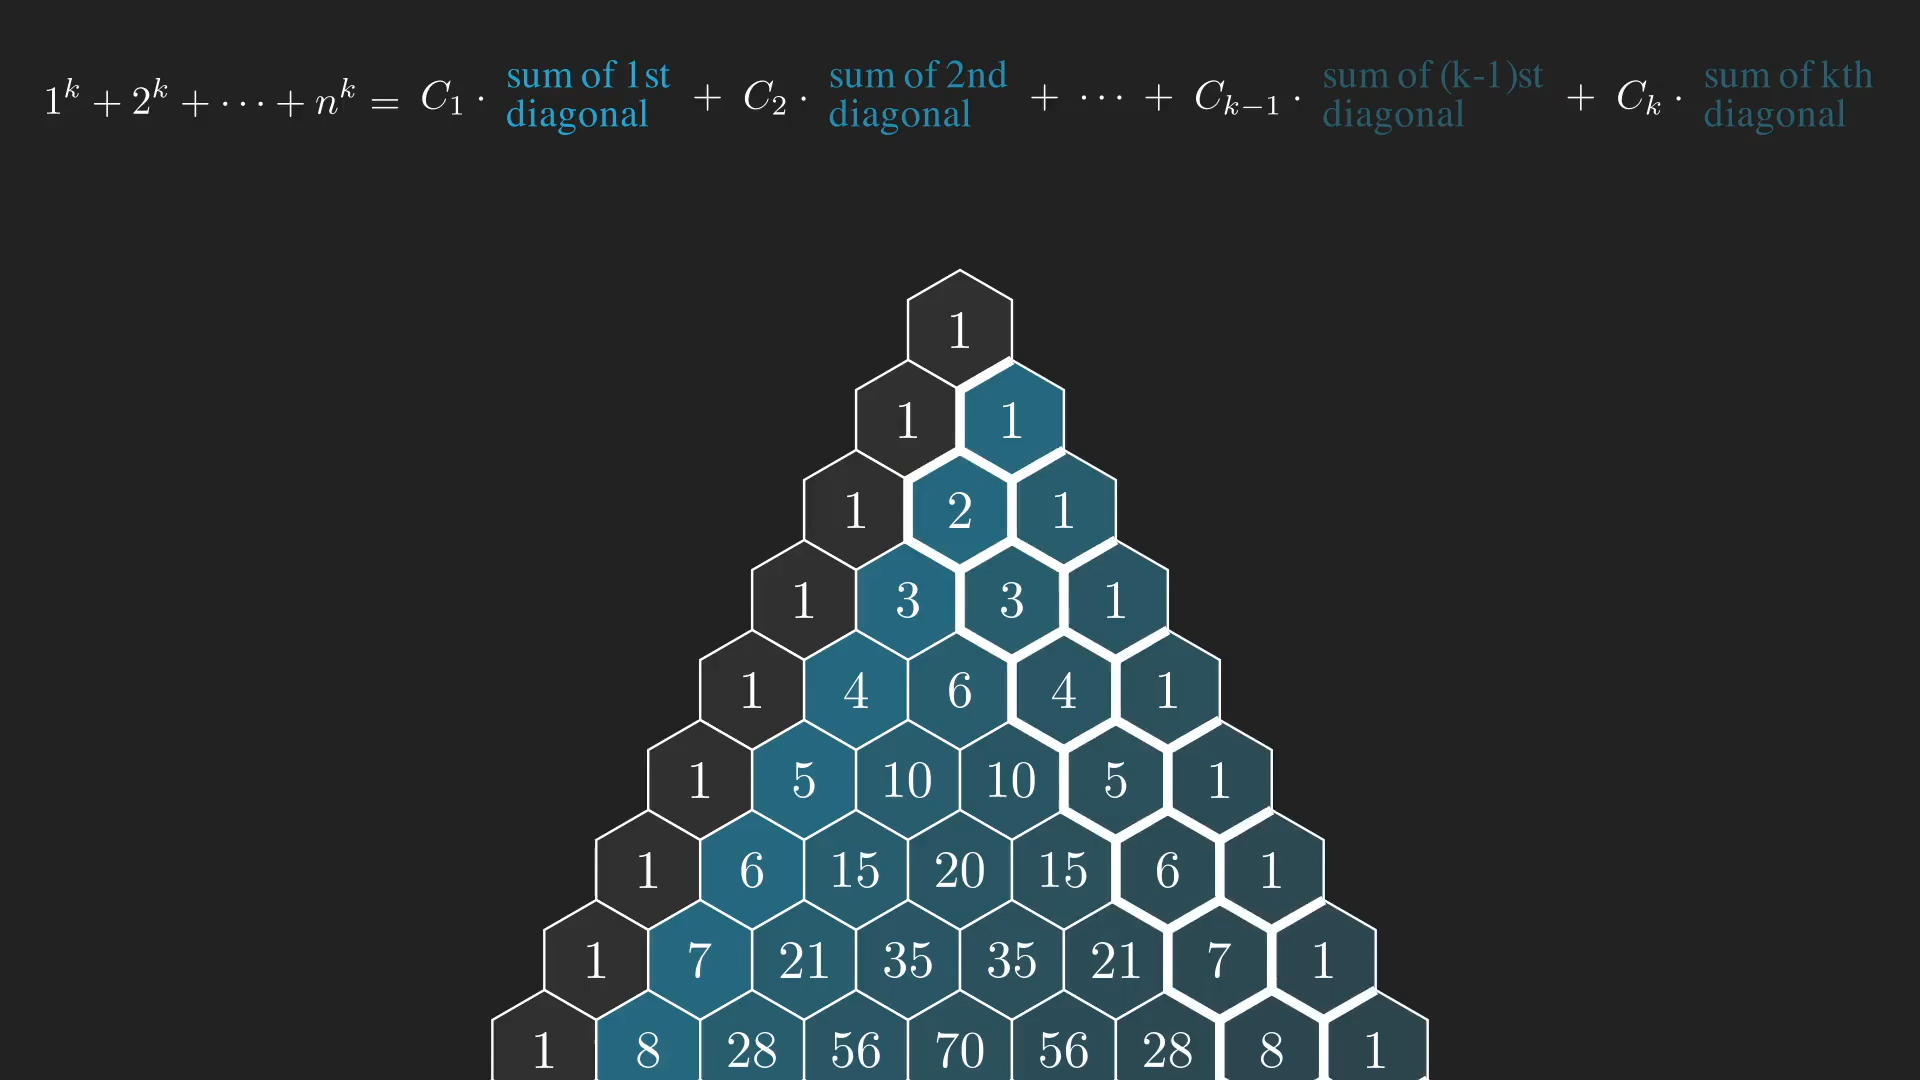 1^k + 2^k + ⋯ + n^k = C_1 · sum of 1st diagonal + C_2 · sum of 2nd diagonal + ⋯ + C_{k−1} · sum of (k-1)st diagonal + C_k · sum of kth diagonal
1
1 1
1 2 1
1 3 3 1
1 4 6 4 1
1 5 10 10 5 1
1 6 15 20 15 6 1
1 7 21 35 35 21 7 1
1 8 28 56 70 56 28 8 1